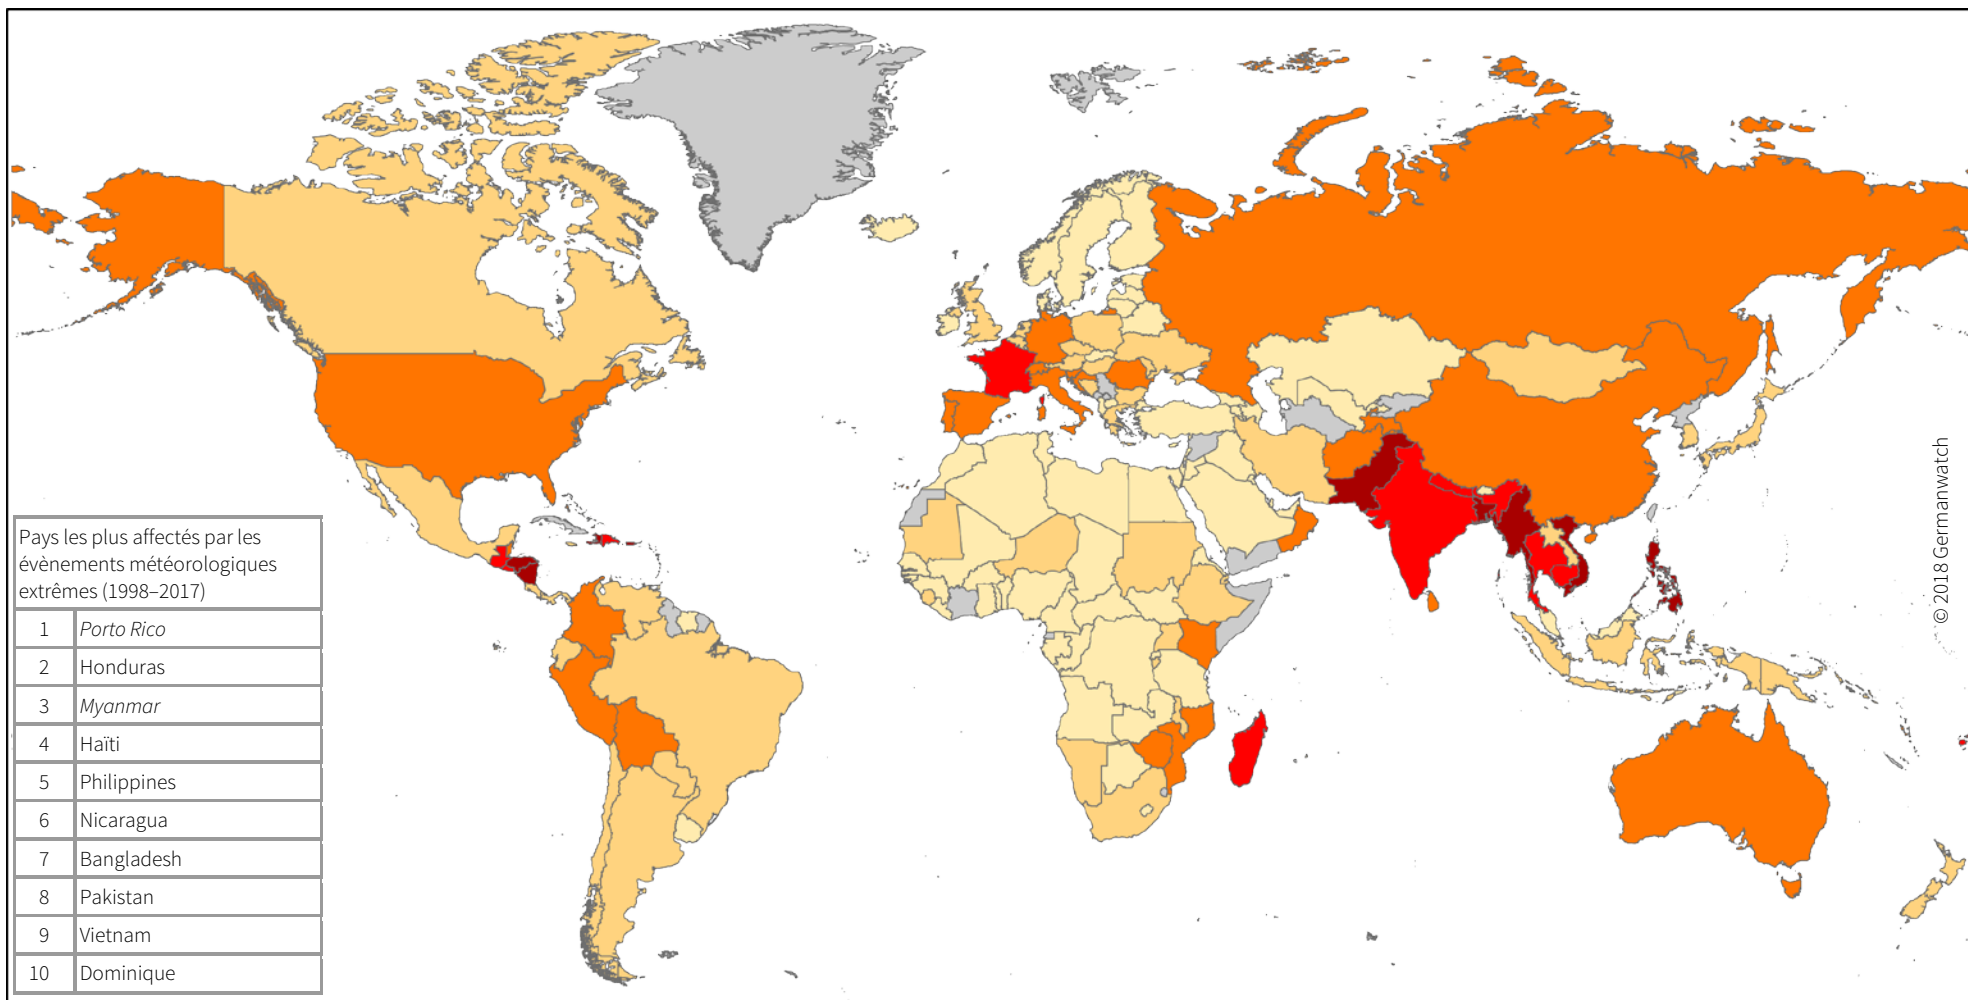 Pays les plus affectés par les
évènements météorologiques
extrêmes (1998–2017)
1 Porto Rico
2 Honduras
3 Myanmar
4 Haïti
5 Philippines
6 Nicaragua
7 Bangladesh
8 Pakistan
9 Vietnam
10 Dominique
© 2018 Germanwatch